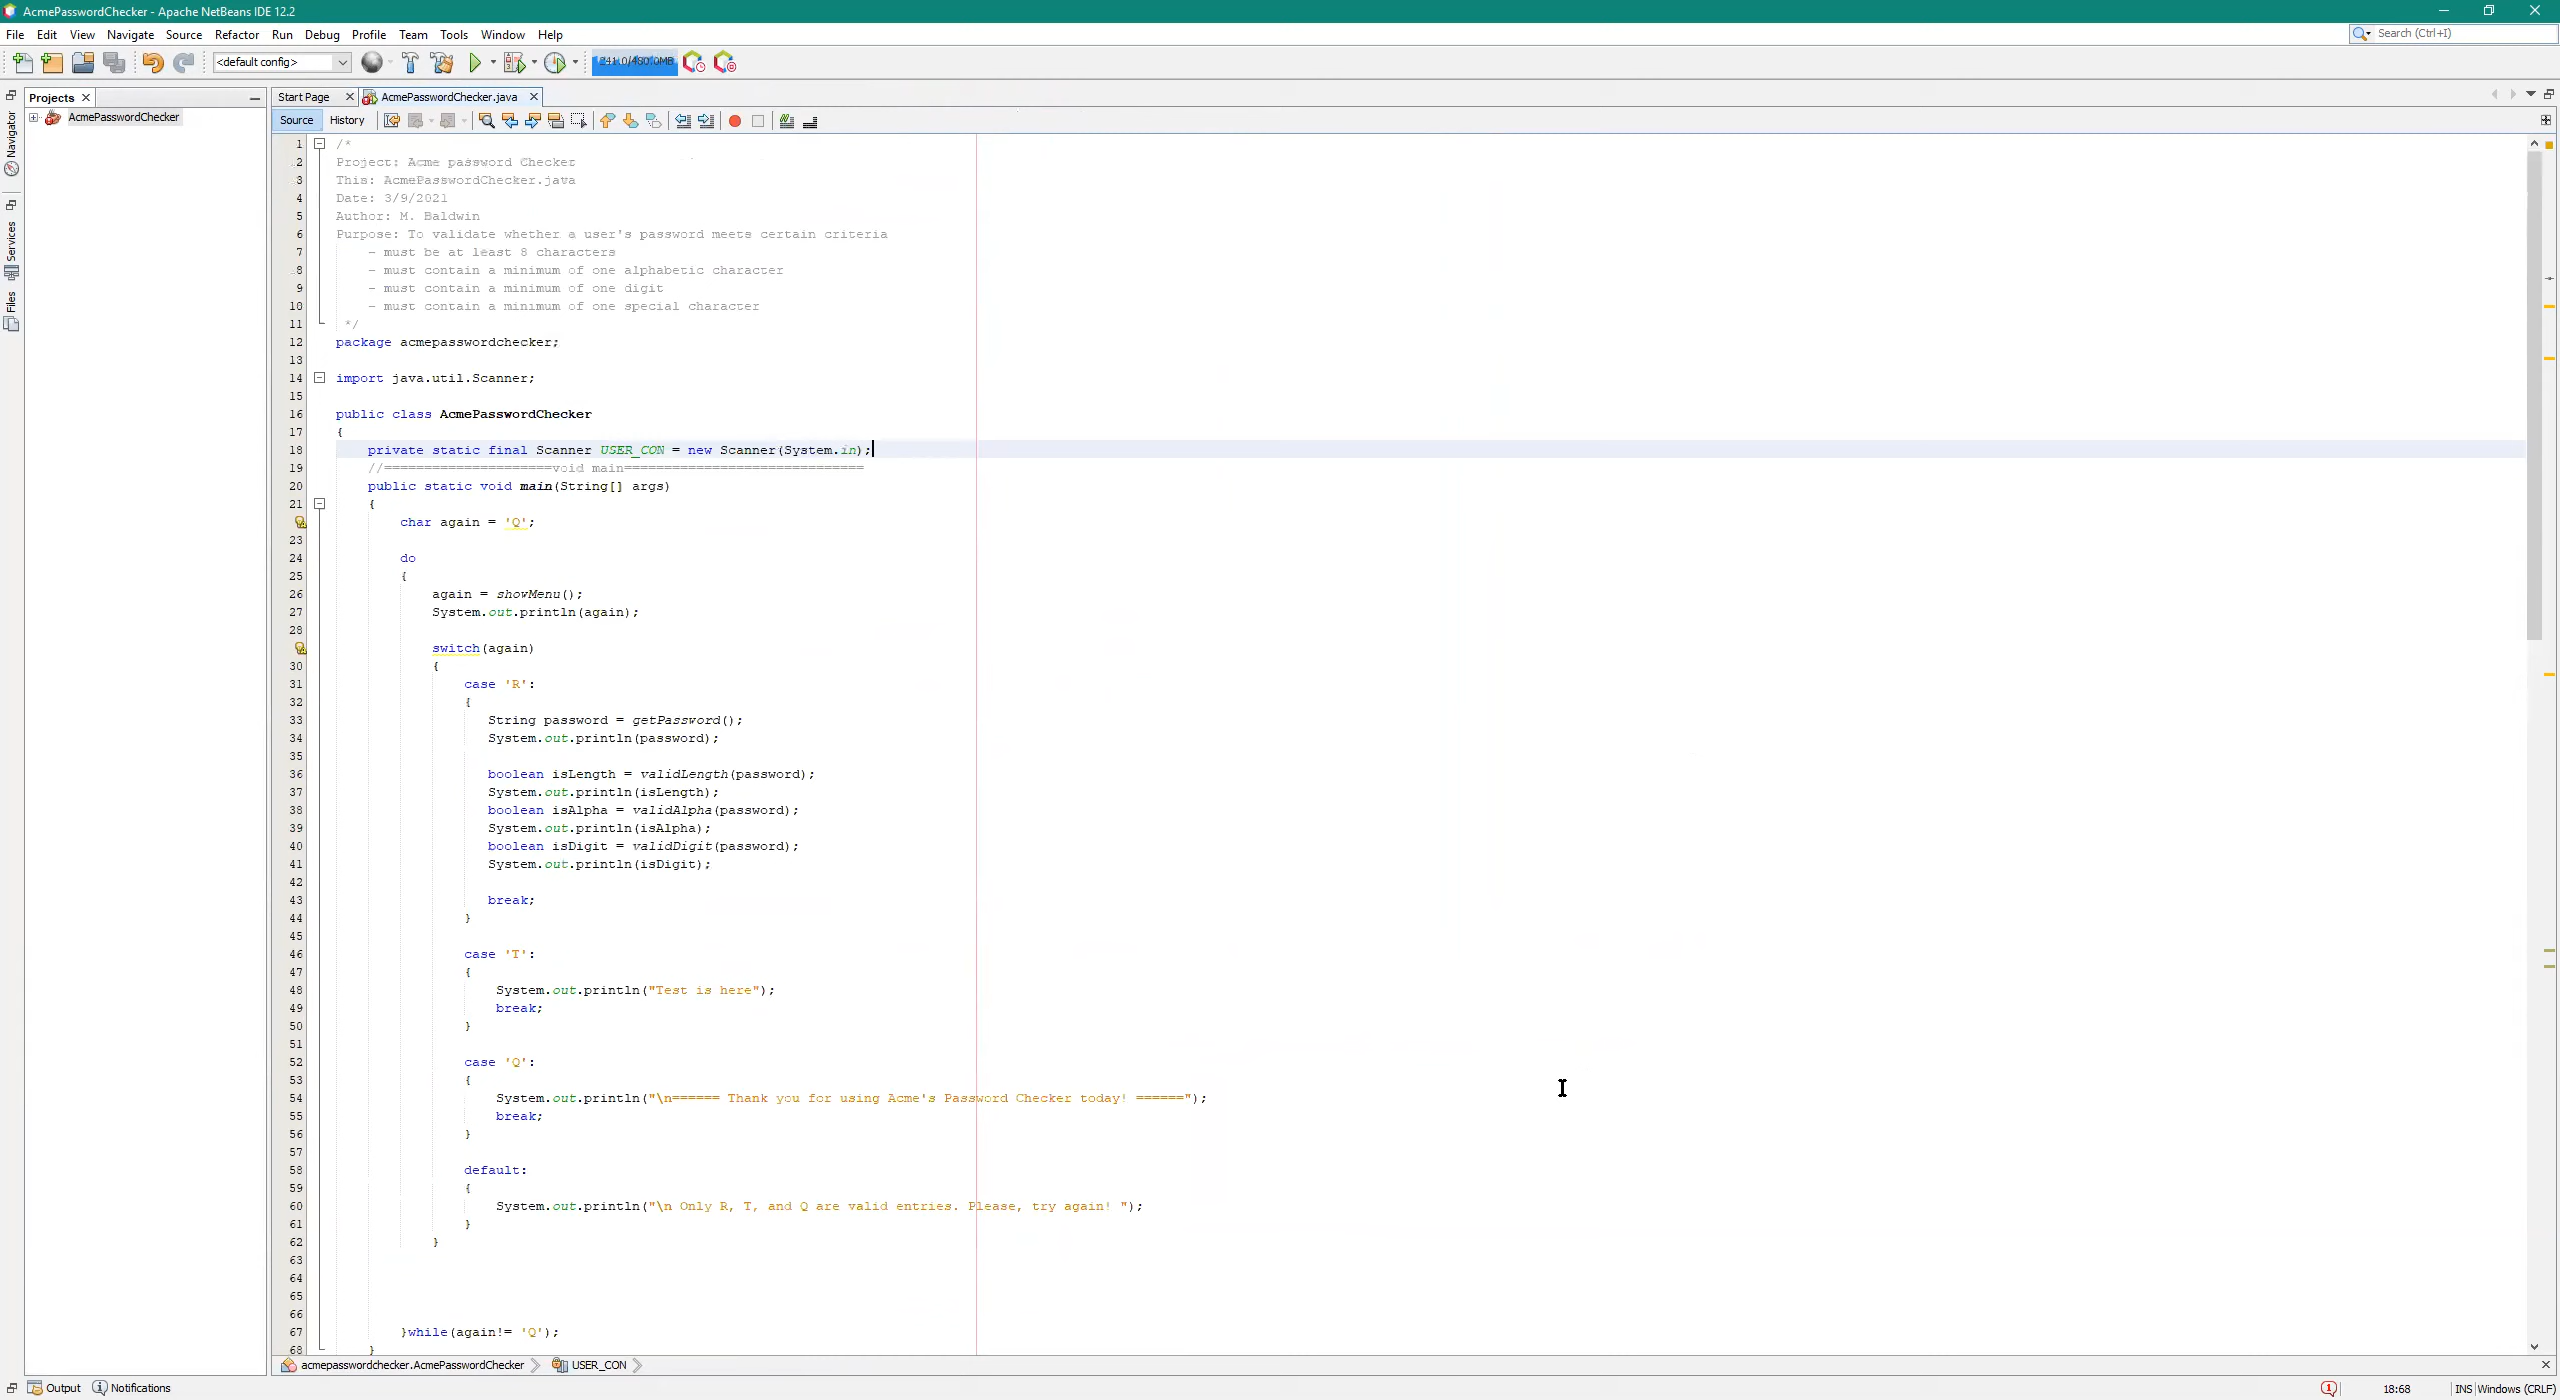 AcmePasswordChecker - Apache NetBeans IDE 12.2
File Edit View Navigate Source Refactor Run Debug Profile Team Tools Window Help
Search (Ctrl+I)
<default config>
241.0/480.0MB
Projects
Start Page
AcmePasswordChecker.java
AcmePasswordChecker
Source History
Navigator
Services
Files
1 /*
2 Project: Acme password Checker
3 This: AcmePasswordChecker.java
4 Date: 3/9/2021
5 Author: M. Baldwin
6 Purpose: To validate whether a user's password meets certain criteria
7 - must be at least 8 characters
8 - must contain a minimum of one alphabetic character
9 - must contain a minimum of one digit
10 - must contain a minimum of one special character
11 */
12 package acmepasswordchecker;
13
14 import java.util.Scanner;
15
16 public class AcmePasswordChecker
17 {
18 private static final Scanner USER_CON = new Scanner(System.in);
19 //=====================void main==============================
20 public static void main(String[] args)
21 {
char again = 'Q';
23
24 do
25 {
26 again = showMenu();
27 System.out.println(again);
28
switch(again)
30 {
31 case 'R':
32 {
33 String password = getPassword();
34 System.out.println(password);
35
36 boolean isLength = validLength(password);
37 System.out.println(isLength);
38 boolean isAlpha = validAlpha(password);
39 System.out.println(isAlpha);
40 boolean isDigit = validDigit(password);
41 System.out.println(isDigit);
42
43 break;
44 }
45
46 case 'T':
47 {
48 System.out.println("Test is here");
49 break;
50 }
51
52 case 'Q':
53 {
54 System.out.println("\n====== Thank you for using Acme's Password Checker today! ======");
55 break;
56 }
57
58 default:
59 {
60 System.out.println("\n Only R, T, and Q are valid entries. Please, try again! ");
61 }
62 }
63
64
65
66
67 }while(again!= 'Q');
68 }
acmepasswordchecker.AcmePasswordChecker USER_CON
Output Notifications
1 18:68 INS Windows (CRLF)